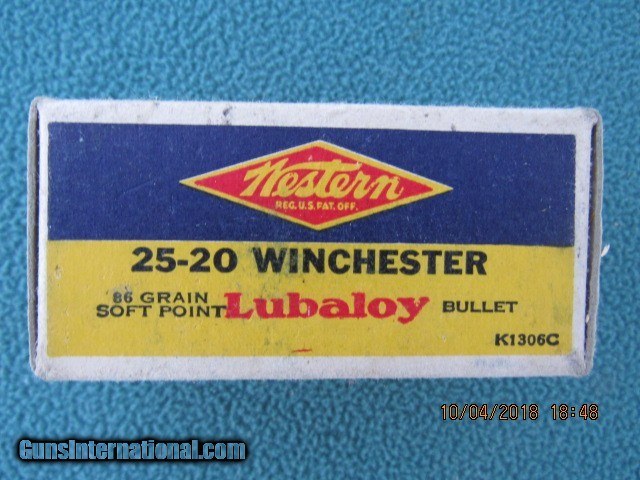 Western
REG. U.S. PAT. OFF.
25-20 WINCHESTER
86 GRAIN
SOFT POINT Lubaloy BULLET
K1306C
10/04/2018 18:48
GunsInternational.com